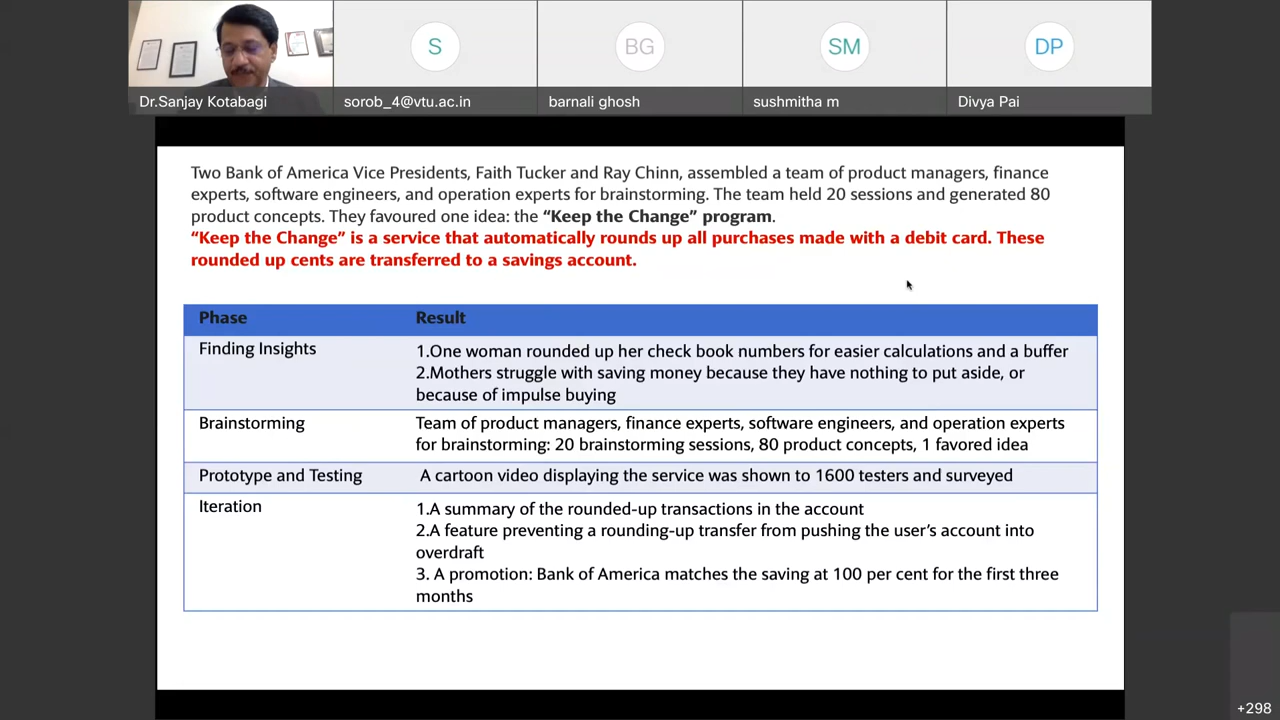 S
BG
SM
DP
Dr.Sanjay Kotabagi
sorob_4@vtu.ac.in
barnali ghosh
sushmitha m
Divya Pai
Two Bank of America Vice Presidents, Faith Tucker and Ray Chinn, assembled a team of product managers, finance
experts, software engineers, and operation experts for brainstorming. The team held 20 sessions and generated 80
product concepts. They favoured one idea: the “Keep the Change” program.
“Keep the Change” is a service that automatically rounds up all purchases made with a debit card. These
rounded up cents are transferred to a savings account.
Phase
Result
Finding Insights
1.One woman rounded up her check book numbers for easier calculations and a buffer
2.Mothers struggle with saving money because they have nothing to put aside, or
because of impulse buying
Brainstorming
Team of product managers, finance experts, software engineers, and operation experts
for brainstorming: 20 brainstorming sessions, 80 product concepts, 1 favored idea
Prototype and Testing
A cartoon video displaying the service was shown to 1600 testers and surveyed
Iteration
1.A summary of the rounded-up transactions in the account
2.A feature preventing a rounding-up transfer from pushing the user’s account into
overdraft
3. A promotion: Bank of America matches the saving at 100 per cent for the first three
months
+298